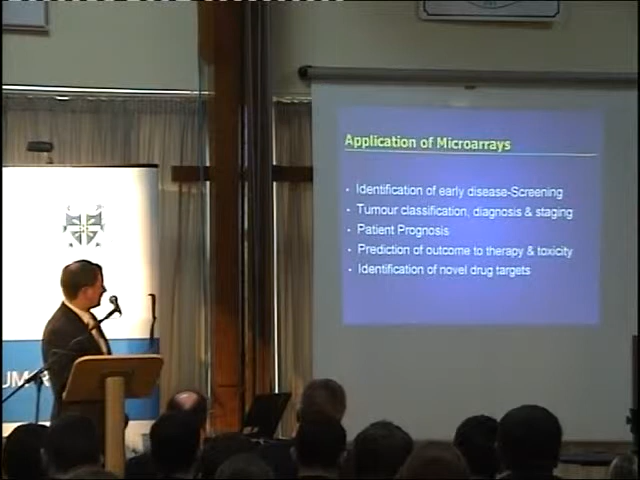 Application of Microarrays
· Identification of early disease-Screening
· Tumour classification, diagnosis & staging
· Patient Prognosis
· Prediction of outcome to therapy & toxicity
· Identification of novel drug targets